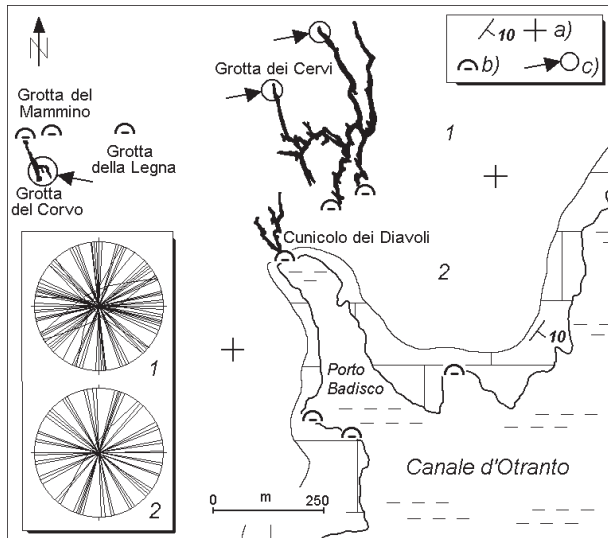 N
Grotta dei Cervi
10 + a)
b)
c)
Grotta del
Mammino
Grotta
della Legna
Grotta
del Corvo
1
Cunicolo dei Diavoli
2
10
1
Porto
Badisco
2
Canale d'Otranto
0 m 250